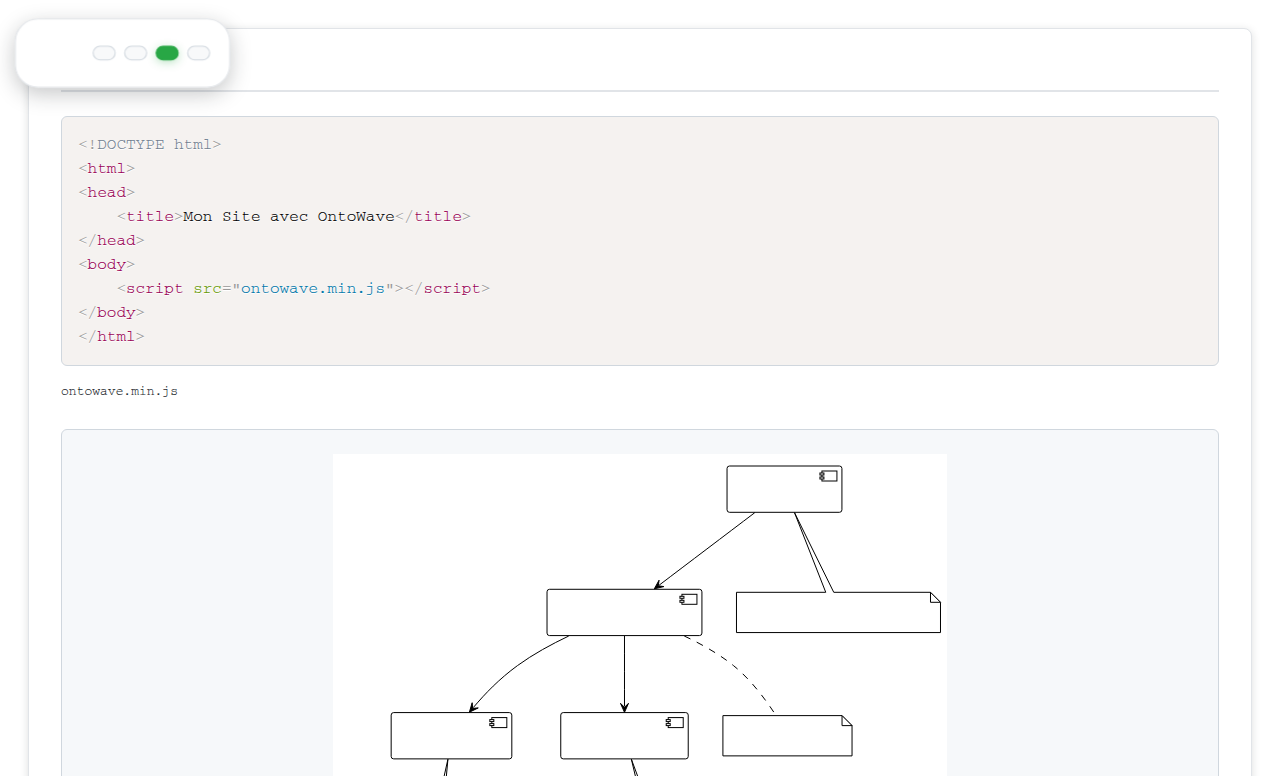 <!DOCTYPE html>
<html>
<head>
    <title>Mon Site avec OntoWave</title>
</head>
<body>
    <script src="ontowave.min.js"></script>
</body>
</html>
ontowave.min.js